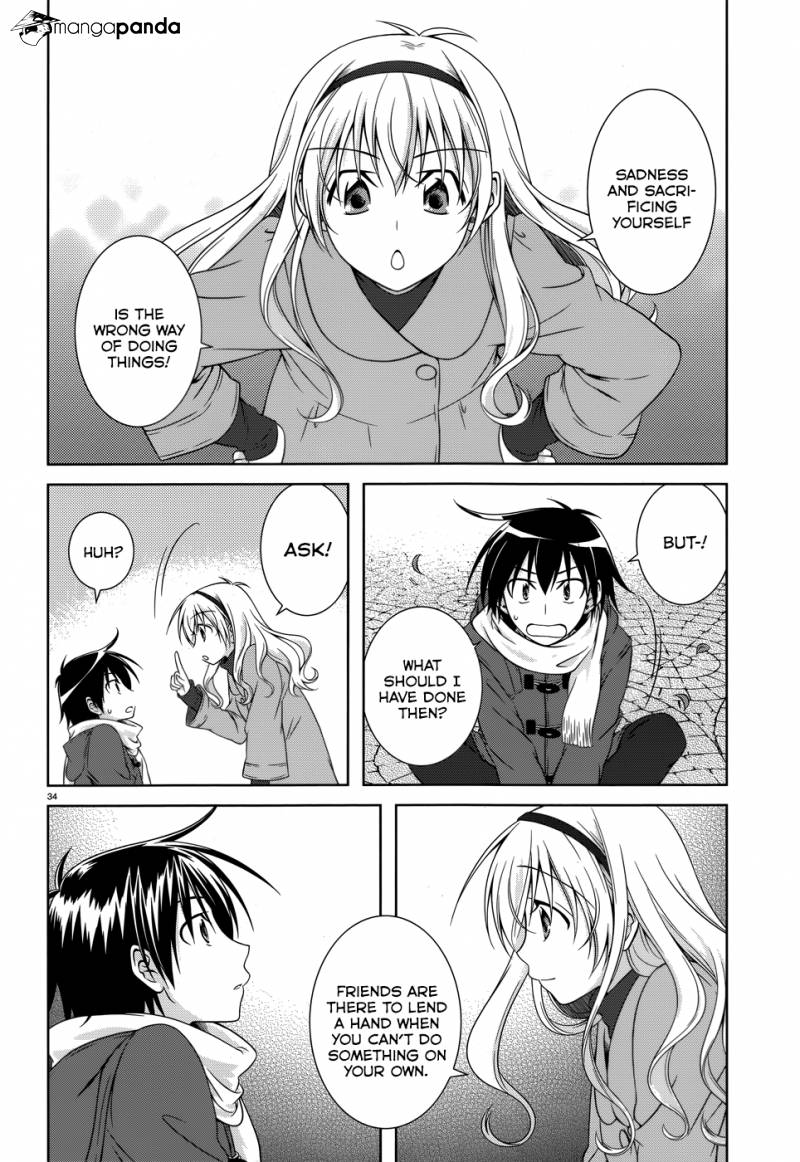 mangapanda
SADNESS
AND SACRI-
FICING
YOURSELF
IS THE
WRONG WAY
OF DOING
THINGS!
BUT-!
WHAT
SHOULD I
HAVE DONE
THEN?
ASK!
HUH?
34
FRIENDS ARE
THERE TO LEND
A HAND WHEN
YOU CAN'T DO
SOMETHING ON
YOUR OWN.